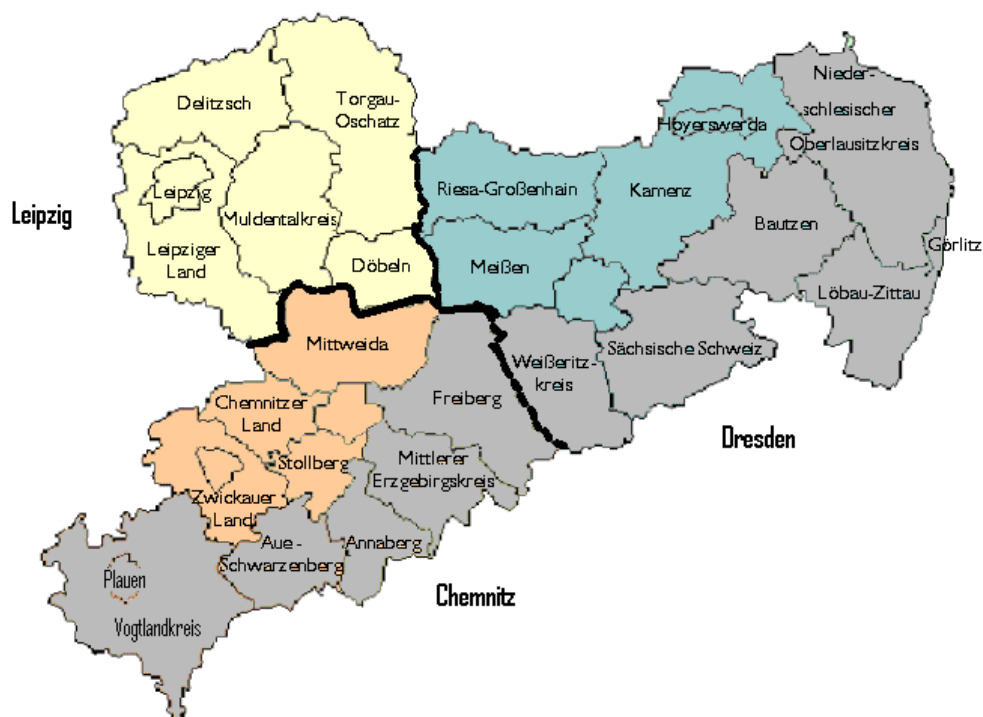 Delitzsch
Torgau-
Oschatz
Nieder-
schlesischer
Oberlausitzkreis
Hoyerswerda
Leipzig
Leipzig
Muldentalkreis
Riesa-Großenhain
Kamenz
Bautzen
Leipziger
Land
Döbeln
Meißen
Görlitz
Löbau-Zittau
Mittweida
Weißeritz-
kreis
Sächsische Schweiz
Freiberg
Chemnitzer
Land
Dresden
Stollberg
Mittlerer
Erzgebirgskreis
Zwickauer
Land
Aue-
Schwarzenberg
Annaberg
Plauen
Chemnitz
Vogtlandkreis